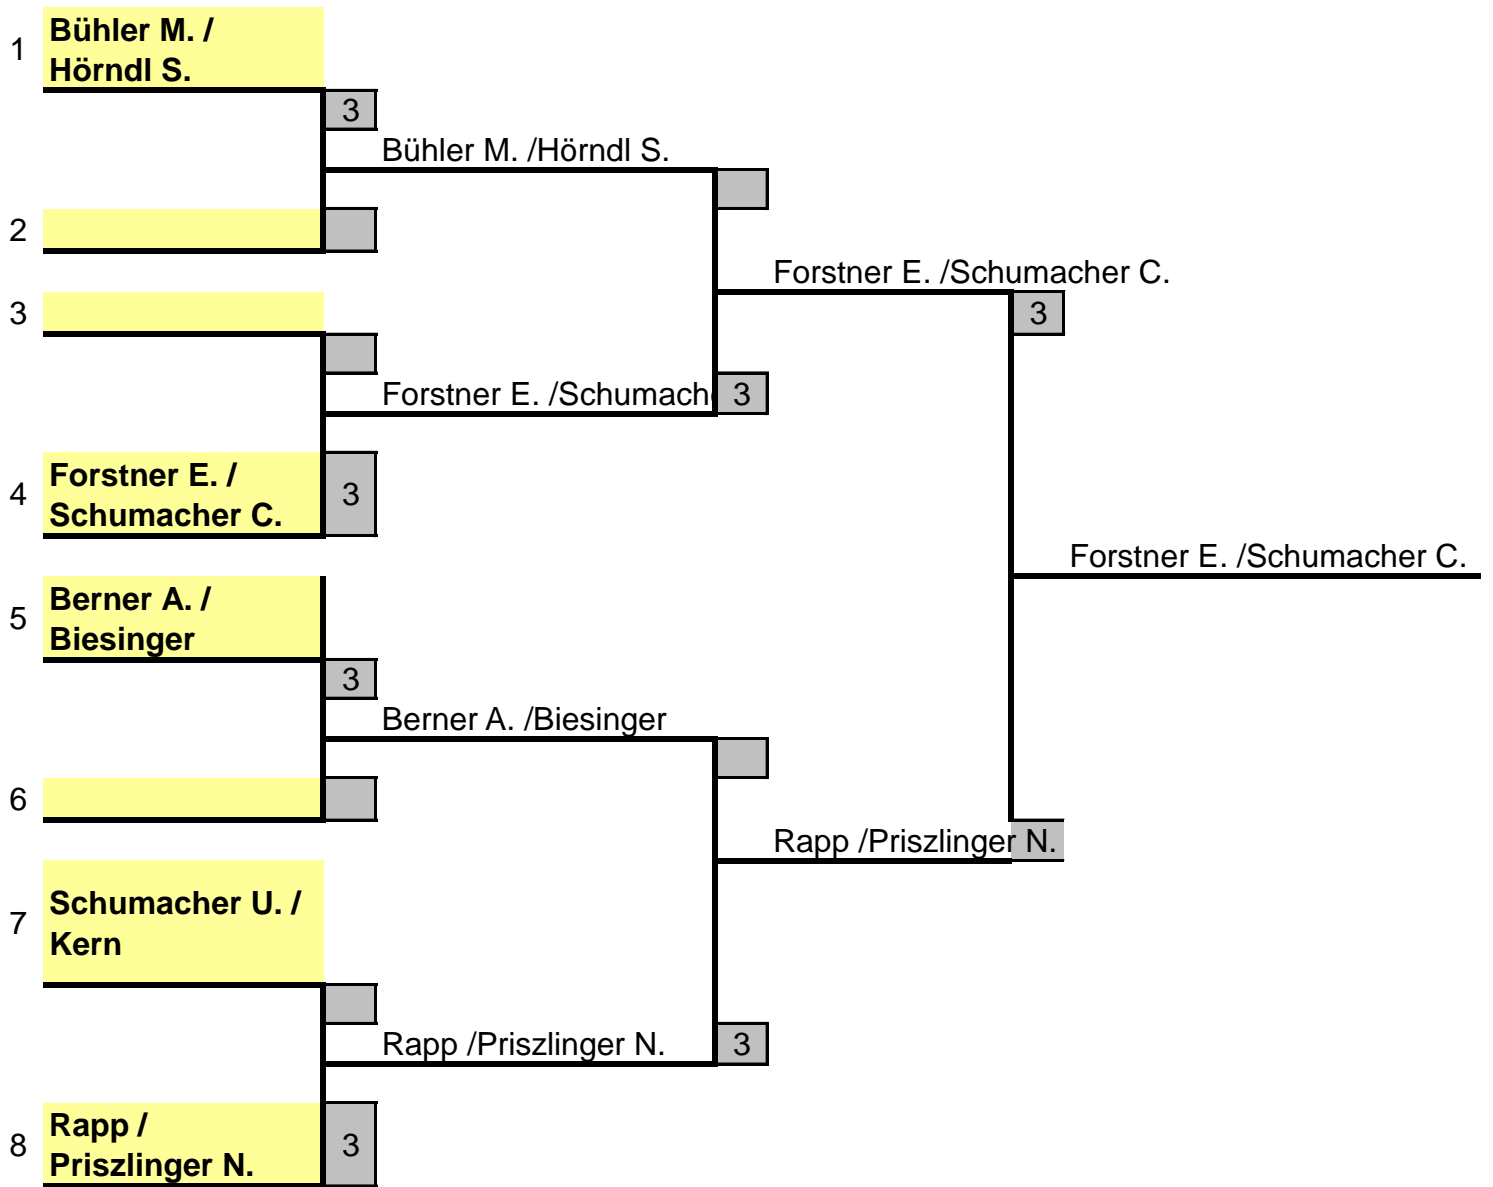 1
Bühler M. /
Hörndl S.
3
Bühler M. /Hörndl S.
2
Forstner E. /Schumacher C.
3
3
Forstner E. /Schumach
3
4
Forstner E. /
Schumacher C.
3
Forstner E. /Schumacher C.
5
Berner A. /
Biesinger
3
Berner A. /Biesinger
6
Rapp /Priszlinger N.
7
Schumacher U. /
Kern
Rapp /Priszlinger N.
3
8
Rapp /
Priszlinger N.
3